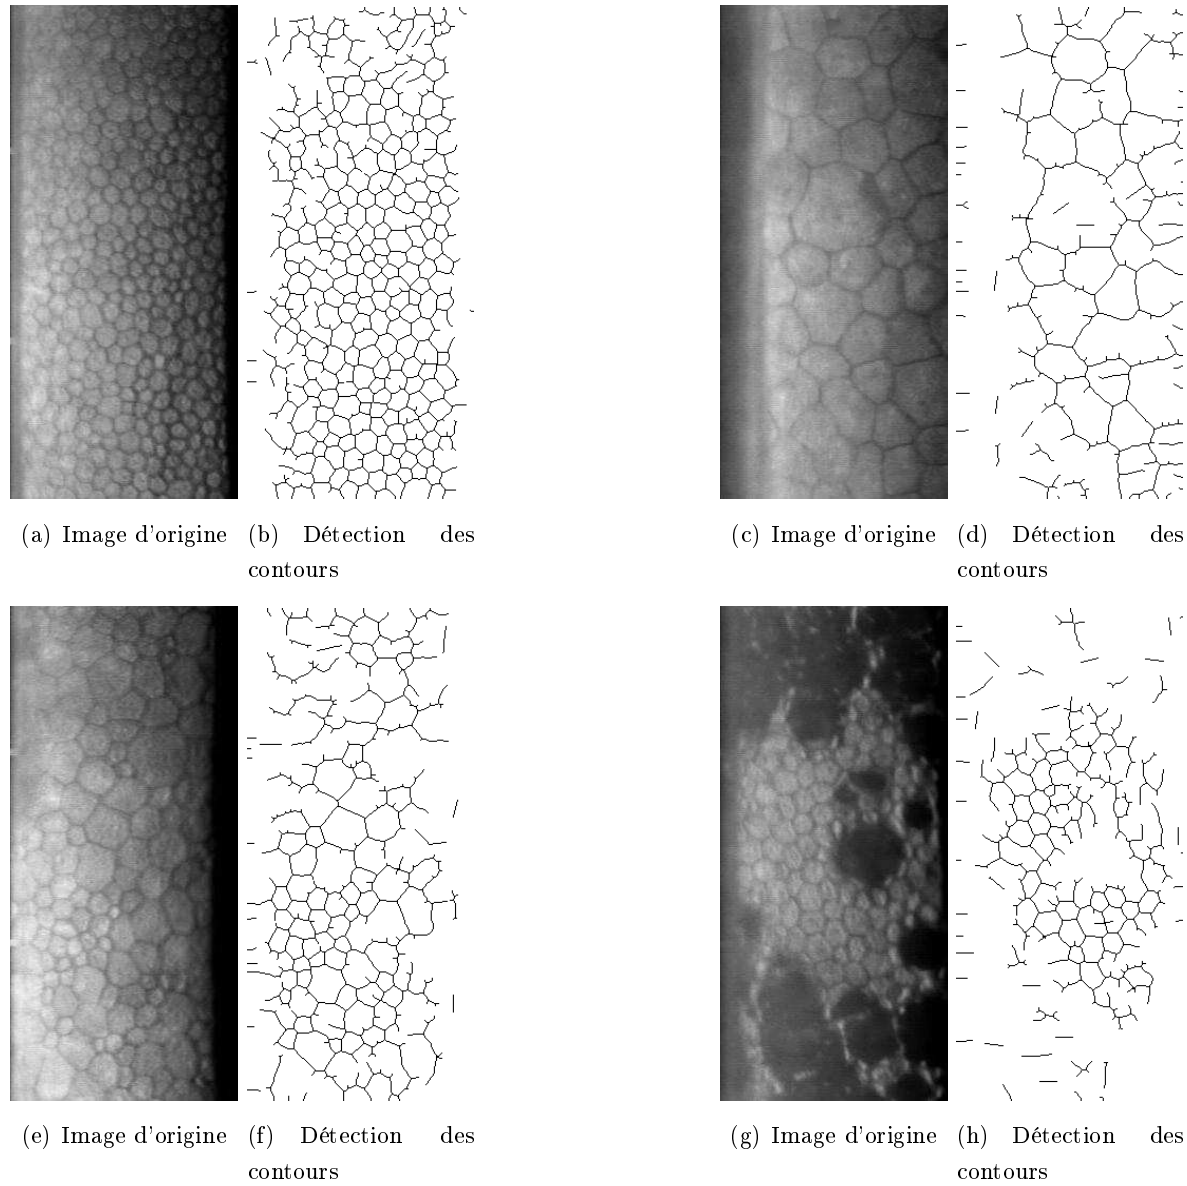 (a) Image d'origine
(b) Détection des
contours
(c) Image d'origine
(d) Détection des
contours
(e) Image d'origine
(f) Détection des
contours
(g) Image d'origine
(h) Détection des
contours